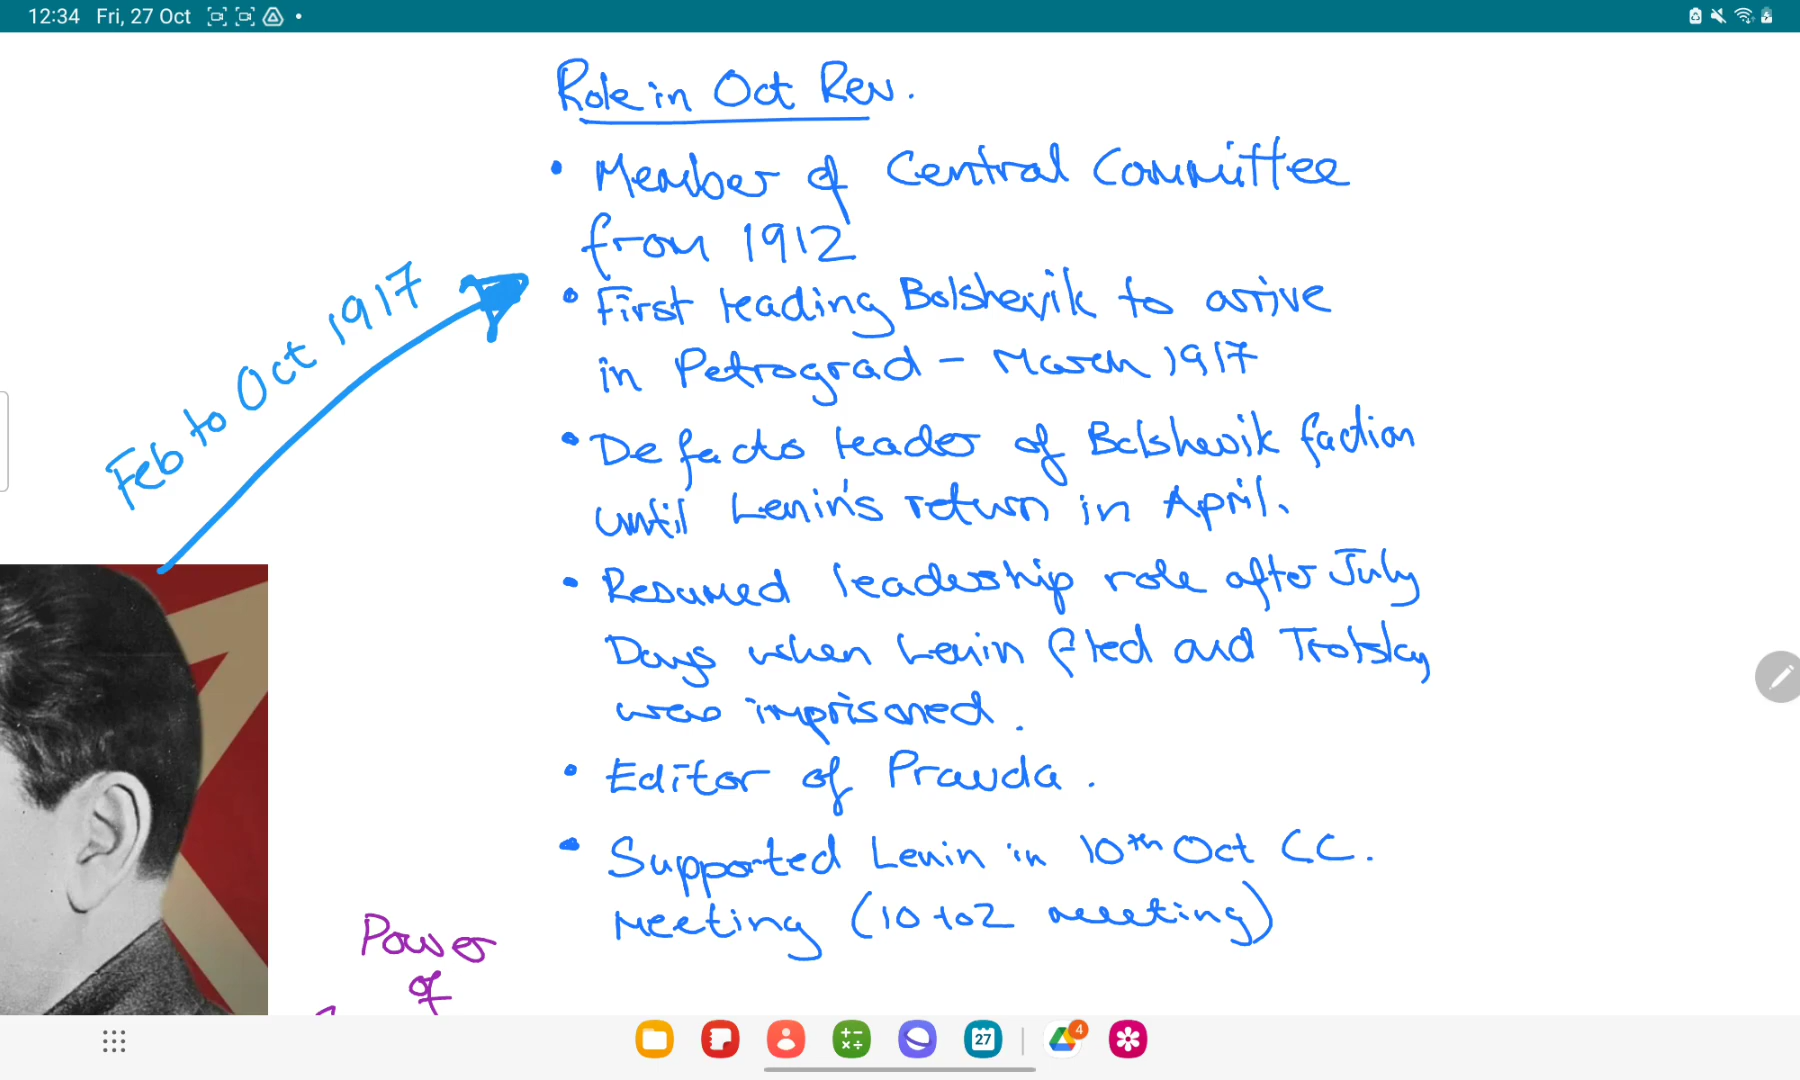 12:34 Fri, 27 Oct
Role in Oct Rev.
• Member of Central Committee
from 1912
Feb to Oct 1917
• First leading Bolshevik to arrive
in Petrograd - March 1917
• De facto leader of Bolshevik faction
until Lenin's return in April.
• Resumed leadership role after July
Days when Lenin fled and Trotsky
was imprisoned.
• Editor of Pravda.
• Supported Lenin in 10th Oct CC.
Meeting (10 to 2 meeting)
Power
of
27
4